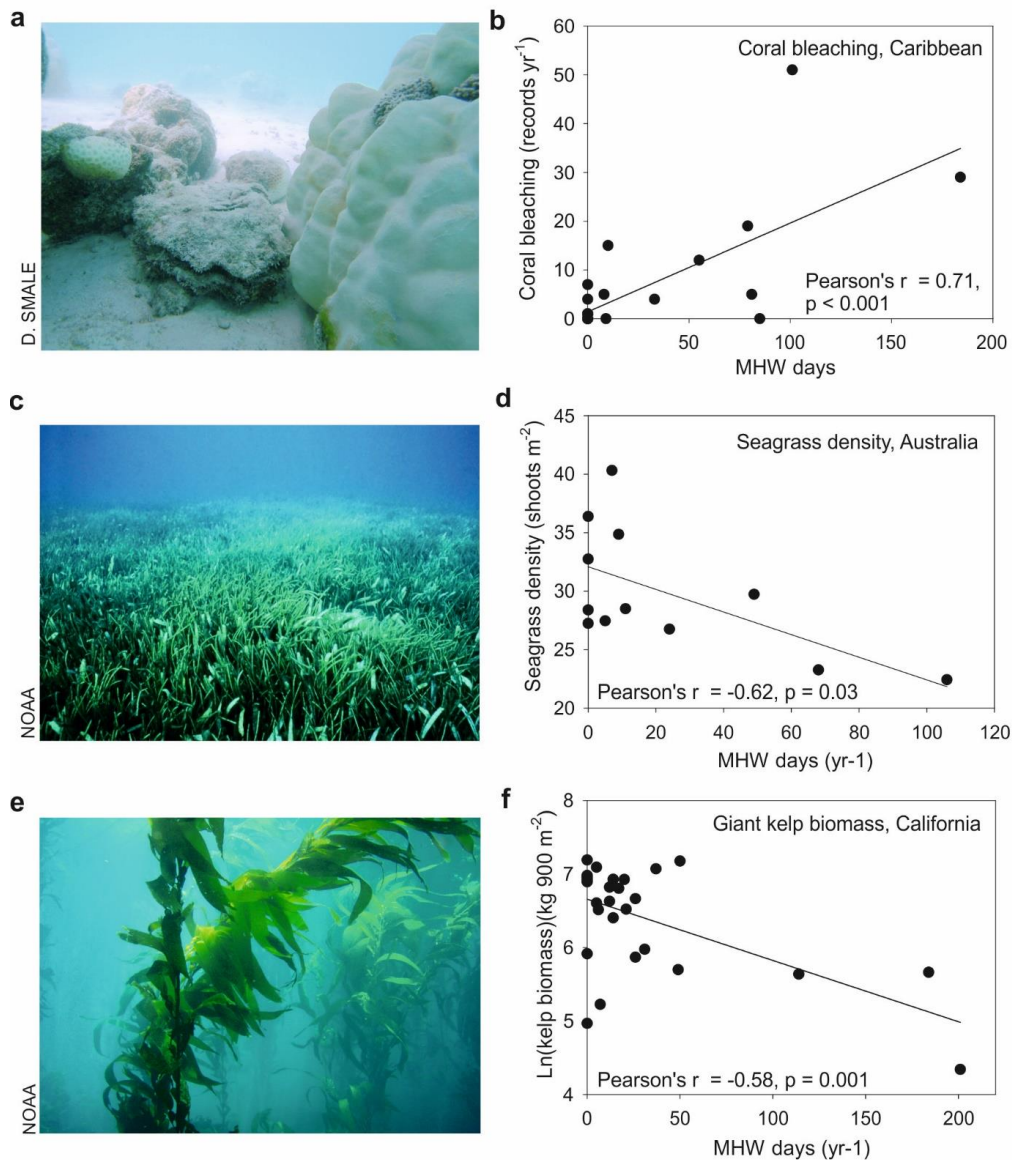 a
D. SMALE
b
Coral bleaching, Caribbean
Coral bleaching (records yr-1)
60
50
40
30
20
10
0
Pearson's r = 0.71,
p < 0.001
0 50 100 150 200
MHW days
c
NOAA
d
Seagrass density, Australia
Seagrass density (shoots m-2)
45
40
35
30
25
20
Pearson's r = -0.62, p = 0.03
0 20 40 60 80 100 120
MHW days (yr-1)
e
NOAA
f
Giant kelp biomass, California
Ln(kelp biomass)(kg 900 m-2)
8
7
6
5
4
Pearson's r = -0.58, p = 0.001
0 50 100 150 200
MHW days (yr-1)